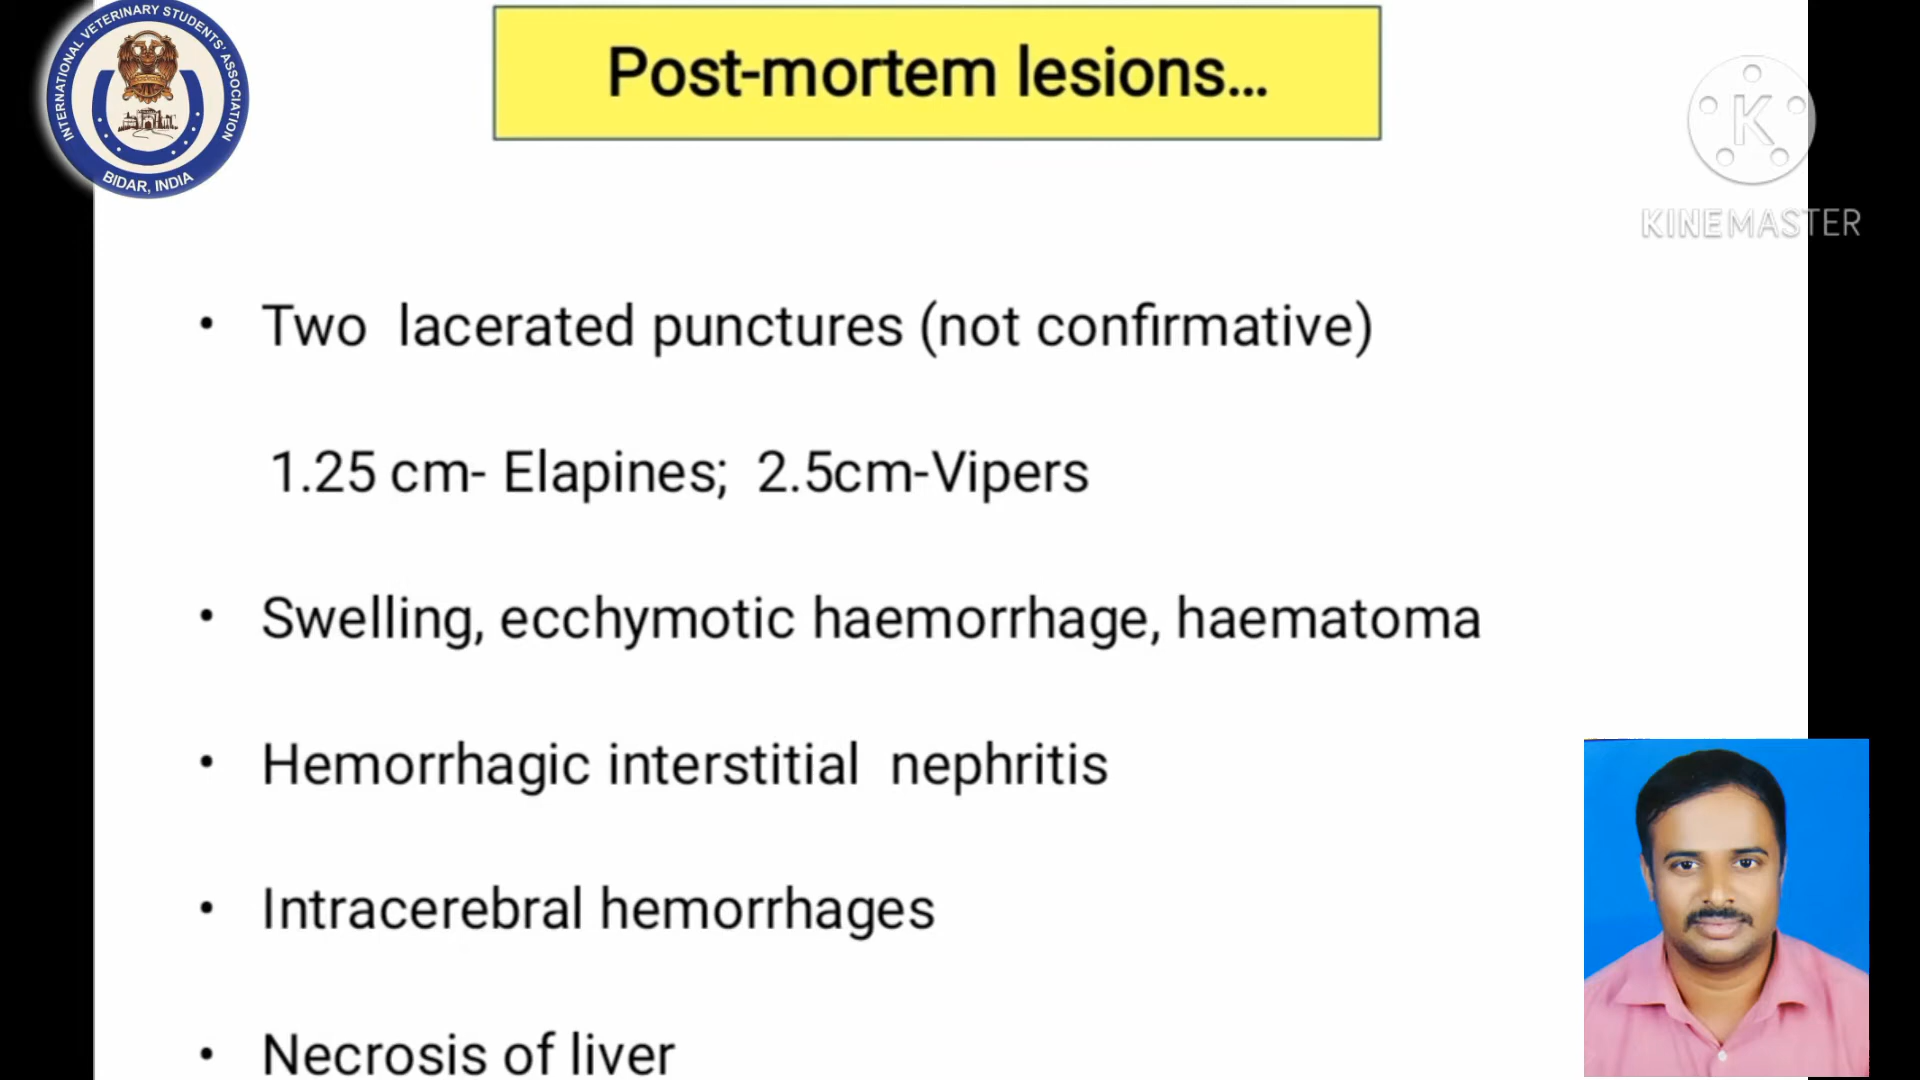 INTERNATIONAL VETERINARY STUDENTS' ASSOCIATION
BIDAR, INDIA
Post-mortem lesions...
K
KINEMASTER
• Two lacerated punctures (not confirmative)
1.25 cm- Elapines; 2.5cm-Vipers
• Swelling, ecchymotic haemorrhage, haematoma
• Hemorrhagic interstitial nephritis
• Intracerebral hemorrhages
• Necrosis of liver